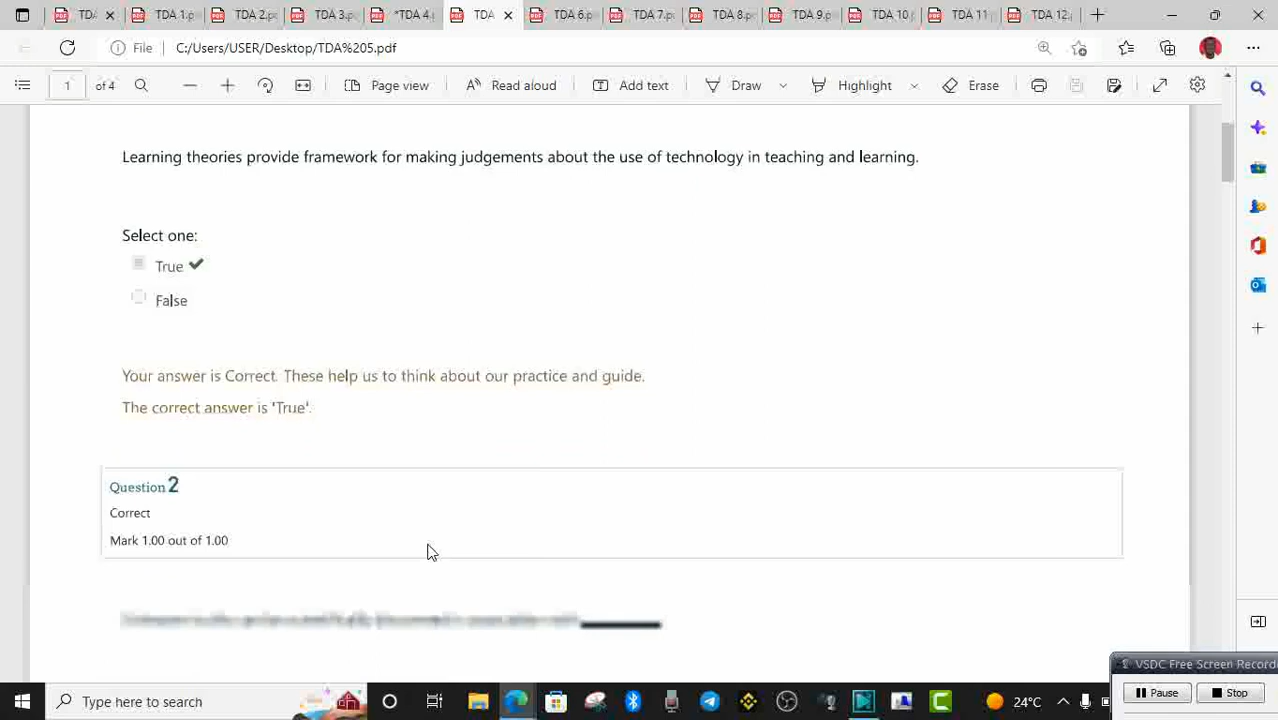 TDA
TDA 1.p
TDA 2.p
TDA 3.p
*TDA 4.p
TDA
TDA 6.p
TDA 7.p
TDA 8.p
TDA 9.p
TDA 10.p
TDA 11
TDA 12.
File
C:/Users/USER/Desktop/TDA%205.pdf
1 of 4
Page view
Read aloud
Add text
Draw
Highlight
Erase
Learning theories provide framework for making judgements about the use of technology in teaching and learning.
Select one:
True
False
Your answer is Correct. These help us to think about our practice and guide.
The correct answer is 'True'.
Question 2
Correct
Mark 1.00 out of 1.00
VSDC Free Screen Recorde
Pause
Stop
Type here to search
24°C